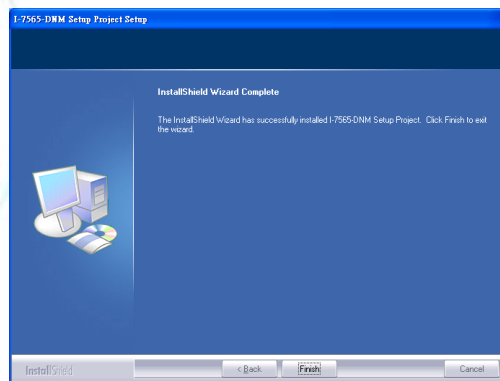 I-7565-DNM Setup Project Setup
InstallShield Wizard Complete
The InstallShield Wizard has successfully installed I-7565-DNM Setup Project. Click Finish to exit
the wizard.
InstallShield
< Back
Finish
Cancel